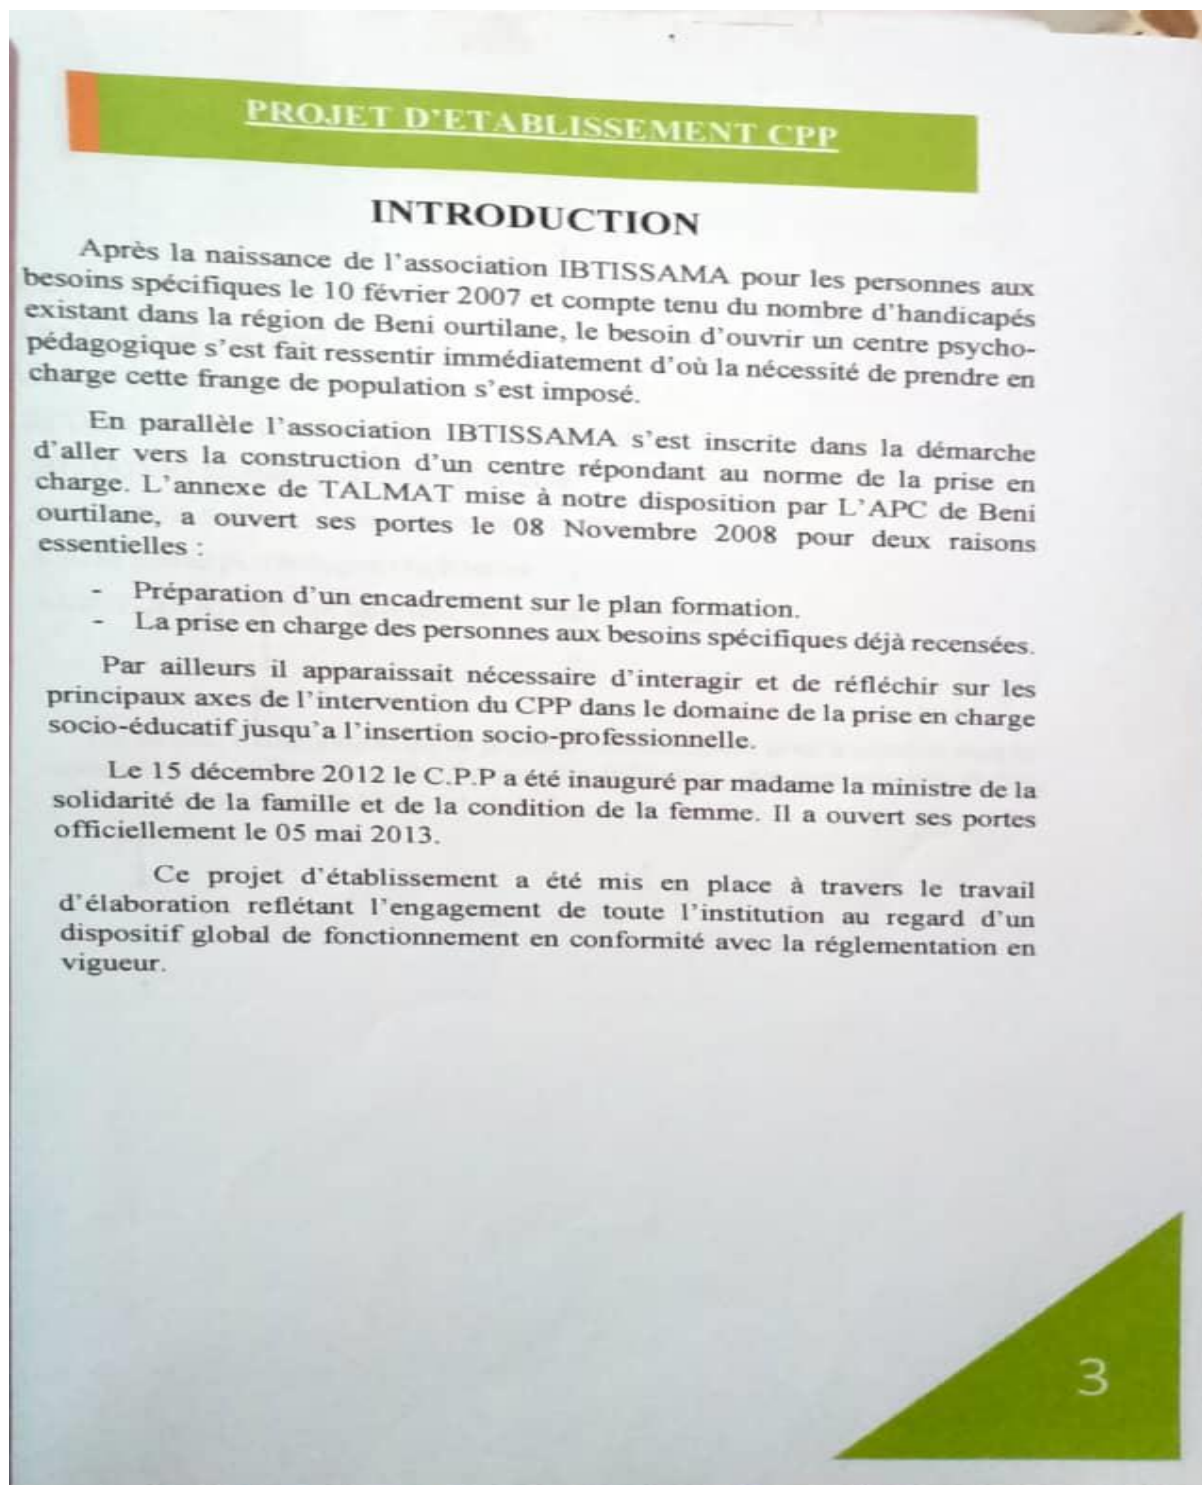 PROJET D'ETABLISSEMENT CPP
INTRODUCTION
Après la naissance de l'association IBTISSAMA pour les personnes aux
besoins spécifiques le 10 février 2007 et compte tenu du nombre d'handicapés
existant dans la région de Beni ourtilane, le besoin d'ouvrir un centre psycho-
pédagogique s'est fait ressentir immédiatement d'où la nécessité de prendre en
charge cette frange de population s'est imposé.
En parallèle l'association IBTISSAMA s'est inscrite dans la démarche
d'aller vers la construction d'un centre répondant au norme de la prise en
charge. L'annexe de TALMAT mise à notre disposition par L'APC de Beni
ourtilane, a ouvert ses portes le 08 Novembre 2008 pour deux raisons
essentielles :
- Préparation d'un encadrement sur le plan formation.
- La prise en charge des personnes aux besoins spécifiques déjà recensées.
Par ailleurs il apparaissait nécessaire d'interagir et de réfléchir sur les
principaux axes de l'intervention du CPP dans le domaine de la prise en charge
socio-éducatif jusqu'a l'insertion socio-professionnelle.
Le 15 décembre 2012 le C.P.P a été inauguré par madame la ministre de la
solidarité de la famille et de la condition de la femme. Il a ouvert ses portes
officiellement le 05 mai 2013.
Ce projet d'établissement a été mis en place à travers le travail
d'élaboration reflétant l'engagement de toute l'institution au regard d'un
dispositif global de fonctionnement en conformité avec la réglementation en
vigueur.
3